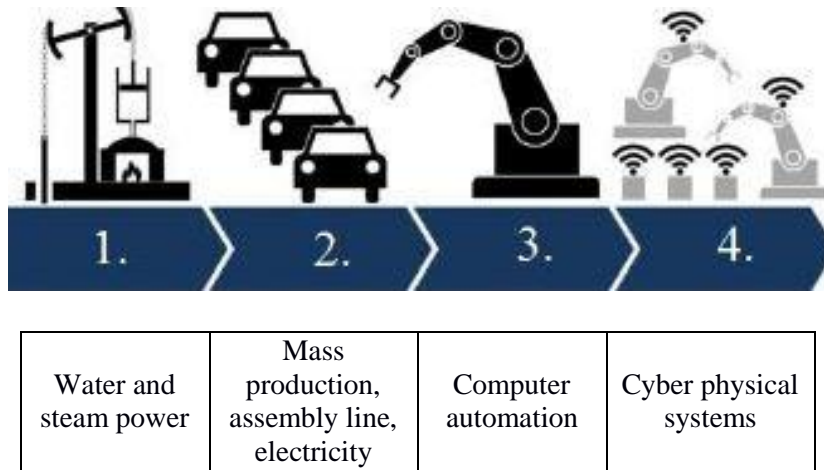 1.
2.
3.
4.
Water and
steam power
Mass
production,
assembly line,
electricity
Computer
automation
Cyber physical
systems